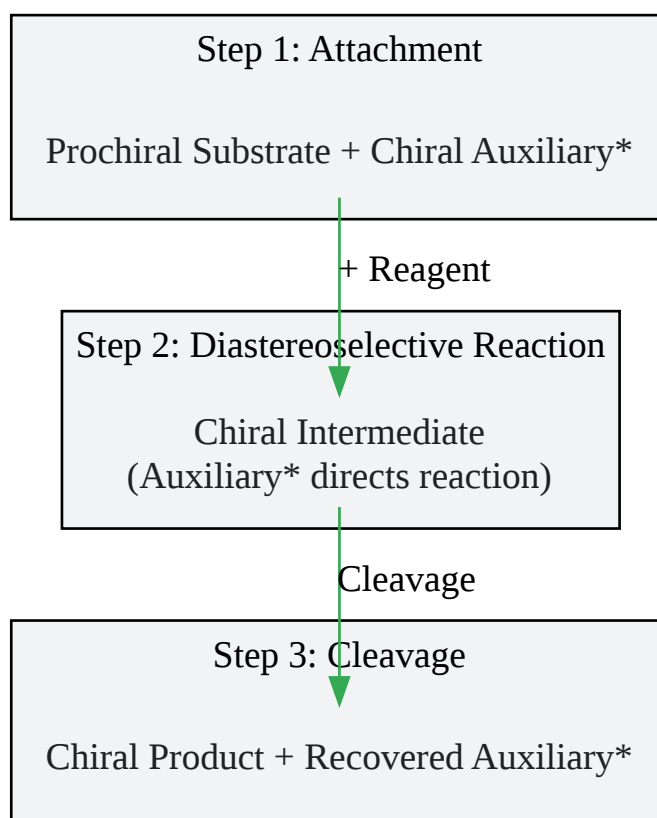 Step 1: Attachment
Prochiral Substrate + Chiral Auxiliary*
+ Reagent
Step 2: Diastereoselective Reaction
Chiral Intermediate
(Auxiliary* directs reaction)
Cleavage
Step 3: Cleavage
Chiral Product + Recovered Auxiliary*